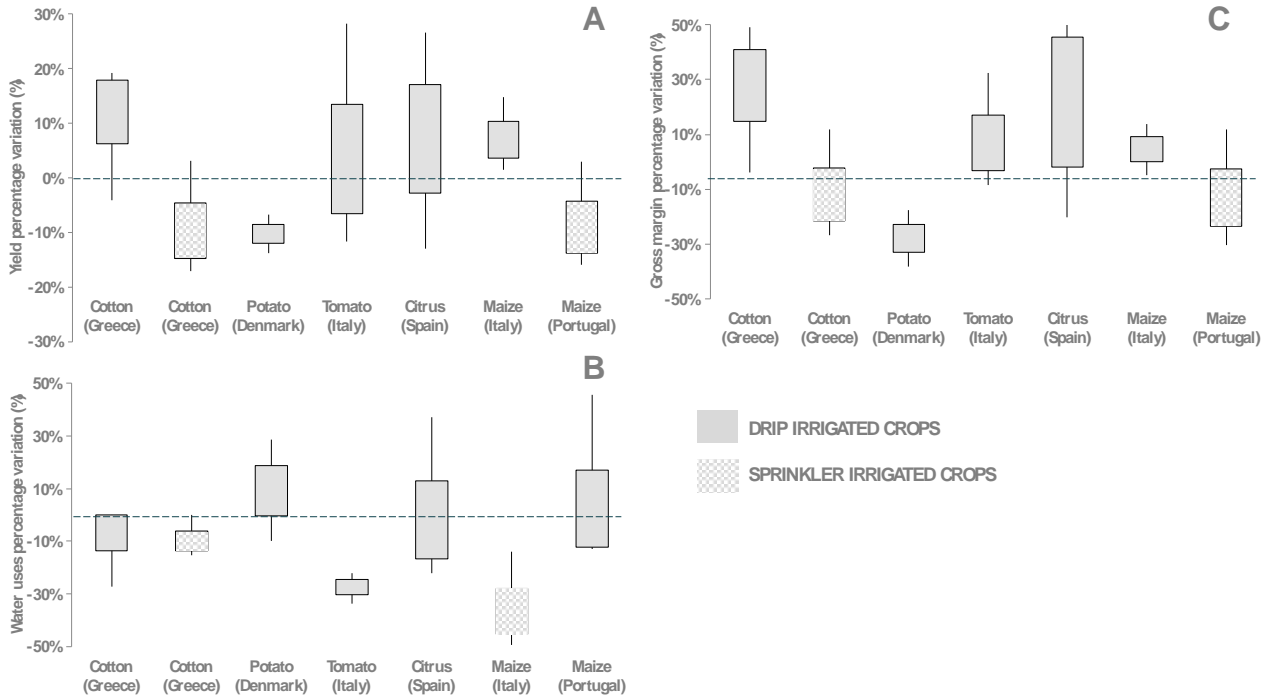 A
Yield percentage variation (%)
30%
20%
10%
0%
-10%
-20%
-30%
Cotton Cotton Potato Tomato Citrus Maize Maize
(Greece) (Greece) (Denmark) (Italy) (Spain) (Italy) (Portugal)
B
Water uses percentage variation (%)
50%
30%
10%
-10%
-30%
-50%
Cotton Cotton Potato Tomato Citrus Maize Maize
(Greece) (Greece) (Denmark) (Italy) (Spain) (Italy) (Portugal)
C
Gross margin percentage variation (%)
50%
30%
10%
-10%
-30%
-50%
Cotton Cotton Potato Tomato Citrus Maize Maize
(Greece) (Greece) (Denmark) (Italy) (Spain) (Italy) (Portugal)
DRIP IRRIGATED CROPS
SPRINKLER IRRIGATED CROPS